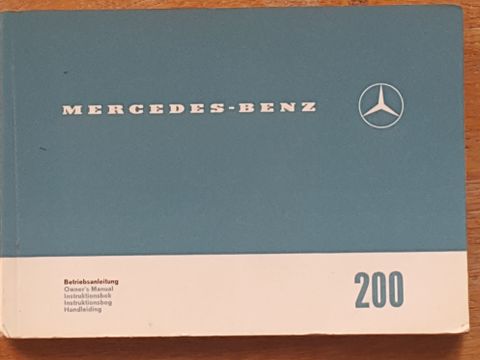 MERCEDES-BENZ
Betriebsanleitung
Owner's Manual
Instruktionsbok
Instruktionsbog
Handleiding
200